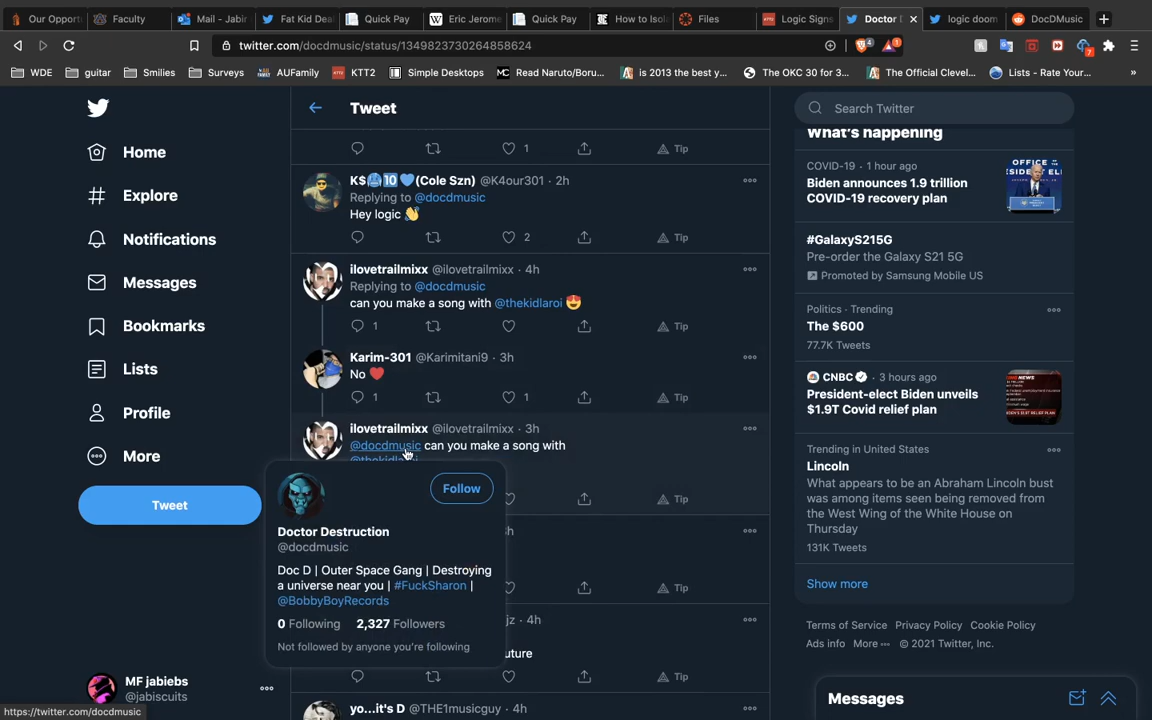 Our Opport
Faculty
Mail - Jabir
Fat Kid Dea
Quick Pay
Eric Jerome
Quick Pay
How to Isol
Files
Logic Signs
Doctor D
logic doom
DocDMusic
twitter.com/docdmusic/status/1349823730264858624
4
1
7
WDE
guitar
Smilies
Surveys
AUFamily
KTT2
Simple Desktops
Read Naruto/Boru...
is 2013 the best y...
The OKC 30 for 3...
The Official Clevel...
Lists - Rate Your...
Home
Explore
Notifications
Messages
Bookmarks
Lists
Profile
More
Tweet
MF jabiebs
@jabiscuits
https://twitter.com/docdmusic
Tweet
1
Tip
K$🥶🔟💙(Cole Szn) @K4our301 · 2h
Replying to @docdmusic
Hey logic 👋
2
Tip
ilovetrailmixx @ilovetrailmixx · 4h
Replying to @docdmusic
can you make a song with @thekidlaroi 😍
1
Tip
Karim-301 @Karimitani9 · 3h
No ❤️
1
1
Tip
ilovetrailmixx @ilovetrailmixx · 3h
@docdmusic can you make a song with
@thekidlaroi
Tip
Follow
Doctor Destruction
@docdmusic
Doc D | Outer Space Gang | Destroying
a universe near you | #FuckSharon |
@BobbyBoyRecords
0 Following 2,327 Followers
Not followed by anyone you're following
Tip
jz · 4h
uture
Tip
yo...it's D @THE1musicguy · 4h
Search Twitter
What's happening
COVID-19 · 1 hour ago
Biden announces 1.9 trillion
COVID-19 recovery plan
#GalaxyS215G
Pre-order the Galaxy S21 5G
Promoted by Samsung Mobile US
Politics · Trending
The $600
77.7K Tweets
CNBC · 3 hours ago
President-elect Biden unveils
$1.9T Covid relief plan
Trending in United States
Lincoln
What appears to be an Abraham Lincoln bust
was among items seen being removed from
the West Wing of the White House on
Thursday
131K Tweets
Show more
Terms of Service Privacy Policy Cookie Policy
Ads info More © 2021 Twitter, Inc.
Messages